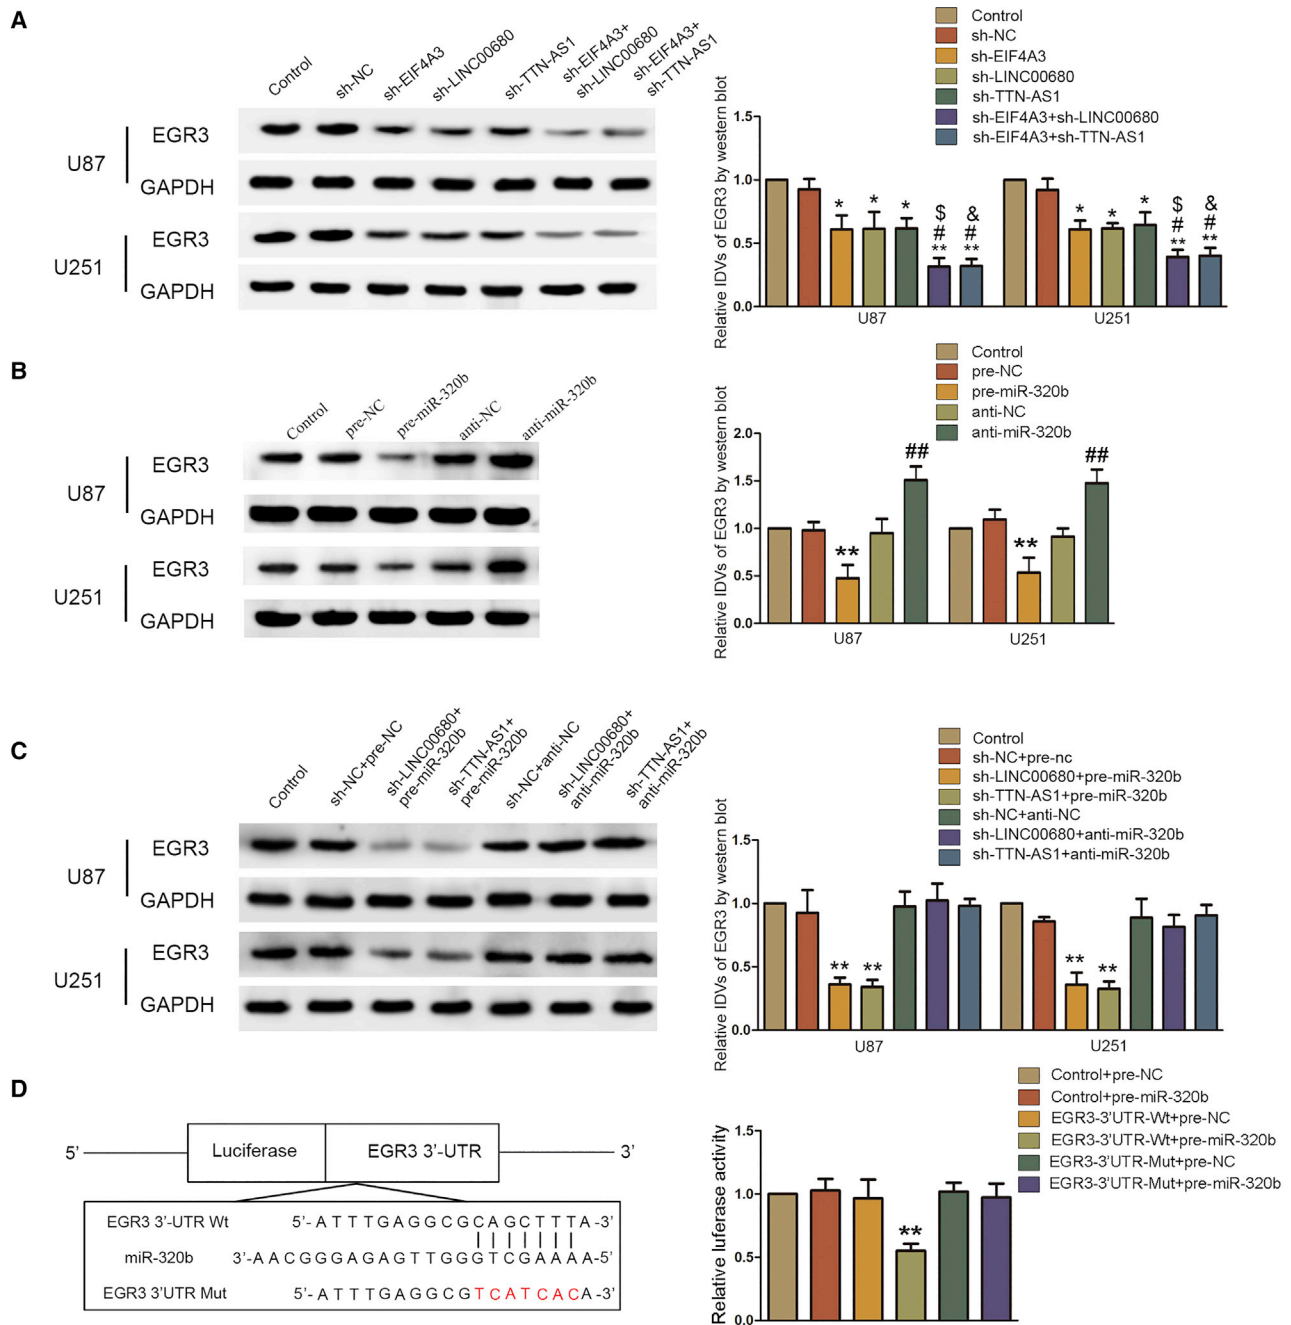 A
Control
sh-NC
sh-EIF4A3
sh-LINC00680
sh-TTN-AS1
sh-EIF4A3+
sh-LINC00680
sh-EIF4A3+
sh-TTN-AS1
U87
EGR3
GAPDH
U251
EGR3
GAPDH
Control
sh-NC
sh-EIF4A3
sh-LINC00680
sh-TTN-AS1
sh-EIF4A3+sh-LINC00680
sh-EIF4A3+sh-TTN-AS1
Relative IDVs of EGR3 by western blot
1.5
1.0
0.5
0.0
*
*
*
$
#
**
&
#
**
*
*
*
$
#
**
&
#
**
U87
U251
B
Control
pre-NC
pre-miR-320b
anti-NC
anti-miR-320b
U87
EGR3
GAPDH
U251
EGR3
GAPDH
Control
pre-NC
pre-miR-320b
anti-NC
anti-miR-320b
Relative IDVs of EGR3 by western blot
2.0
1.5
1.0
0.5
0.0
**
##
**
##
U87
U251
C
Control
sh-NC+pre-NC
sh-LINC00680+
pre-miR-320b
sh-TTN-AS1+
pre-miR-320b
sh-NC+anti-NC
sh-LINC00680+
anti-miR-320b
sh-TTN-AS1+
anti-miR-320b
U87
EGR3
GAPDH
U251
EGR3
GAPDH
Control
sh-NC+pre-nc
sh-LINC00680+pre-miR-320b
sh-TTN-AS1+pre-miR-320b
sh-NC+anti-NC
sh-LINC00680+anti-miR-320b
sh-TTN-AS1+anti-miR-320b
Relative IDVs of EGR3 by western blot
1.5
1.0
0.5
0.0
**
**
**
**
U87
U251
D
5’
Luciferase
EGR3 3’-UTR
3’
EGR3 3’-UTR Wt 5’- A T T T G A G G C G C A G C T T T A -3’
miR-320b 3’-A A C G G G A G A G T T G G G T C G A A A A-5’
EGR3 3’UTR Mut 5’- A T T T G A G G C G T C A T C A C A -3’
Control+pre-NC
Control+pre-miR-320b
EGR3-3’UTR-Wt+pre-NC
EGR3-3’UTR-Wt+pre-miR-320b
EGR3-3’UTR-Mut+pre-NC
EGR3-3’UTR-Mut+pre-miR-320b
Relative luferase activity
1.5
1.0
0.5
0.0
**